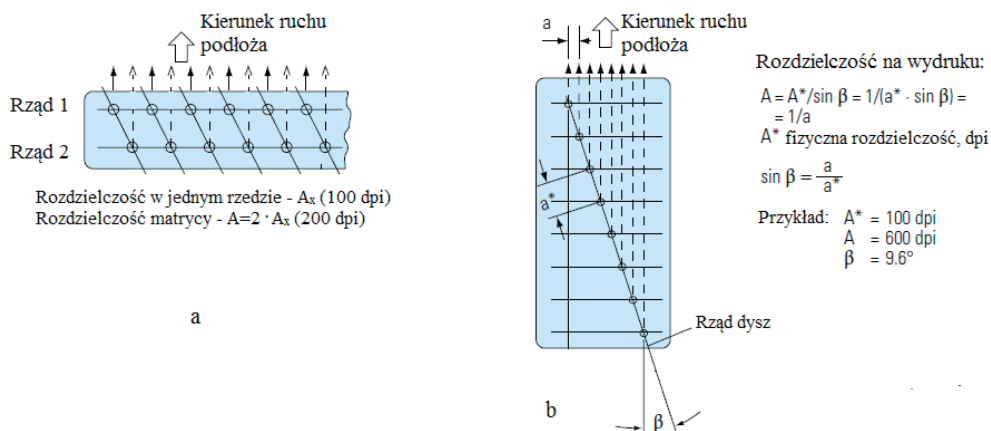 Kierunek ruchu
podłoża
Rząd 1
Rząd 2
Rozdzielczość w jednym rzedzie - Aₓ (100 dpi)
Rozdzielczość matrycy - A=2 · Aₓ (200 dpi)
a
a
Kierunek ruchu
podłoża
a*
Rząd dysz
β
b
Rozdzielczość na wydruku:
A = A*/sin β = 1/(a* · sin β) =
= 1/a
A* fizyczna rozdzielczość, dpi
sin β = a/a*
Przykład: A* = 100 dpi
A = 600 dpi
β = 9.6°